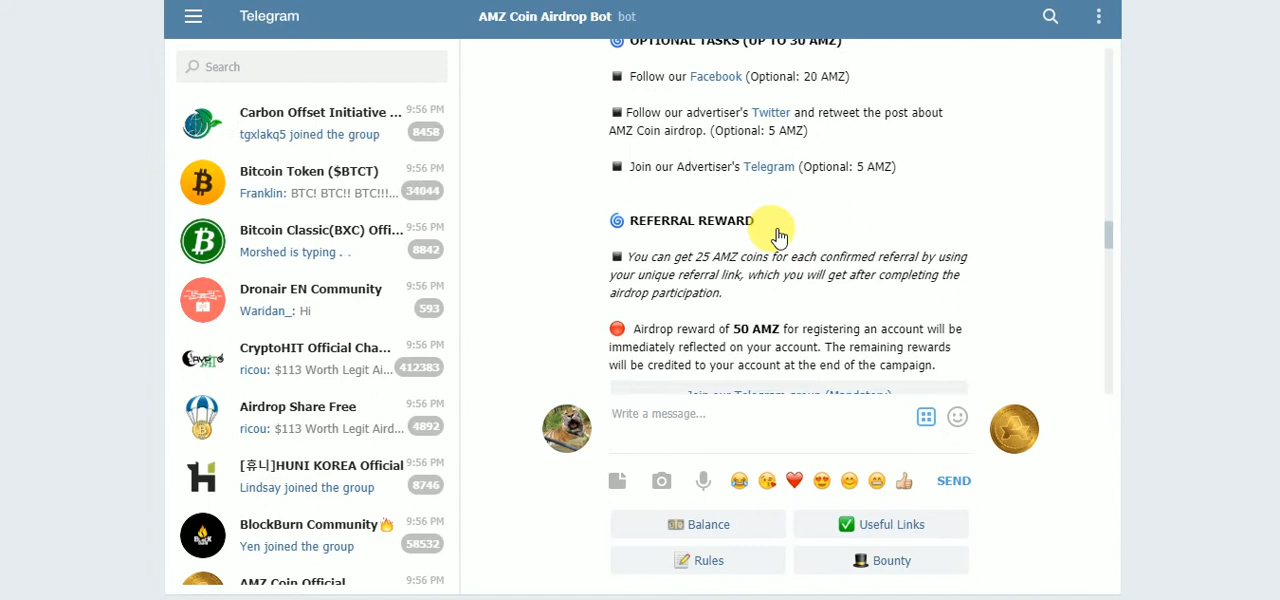 Telegram
AMZ Coin Airdrop Bot bot
Search
Carbon Offset Initiative ... 9:56 PM
tgxlakq5 joined the group 8458
Bitcoin Token ($BTCT) 9:56 PM
Franklin: BTC! BTC!! BTC!!!... 34044
Bitcoin Classic(BXC) Offi... 9:56 PM
Morshed is typing . . 8842
Dronair EN Community 9:56 PM
Waridan_: Hi 593
CryptoHIT Official Cha... 9:56 PM
ricou: $113 Worth Legit Ai... 412383
Airdrop Share Free 9:56 PM
ricou: $113 Worth Legit Aird... 4892
[휴니]HUNI KOREA Official 9:56 PM
Lindsay joined the group 8746
BlockBurn Community🔥 9:56 PM
Yen joined the group 58532
AMZ Coin Official 9:56 PM
🌀 OPTIONAL TASKS (UP TO 30 AMZ)
◾ Follow our Facebook (Optional: 20 AMZ)
◾Follow our advertiser's Twitter and retweet the post about
AMZ Coin airdrop. (Optional: 5 AMZ)
◾ Join our Advertiser's Telegram (Optional: 5 AMZ)
🌀 REFERRAL REWARD
◾ You can get 25 AMZ coins for each confirmed referral by using
your unique referral link, which you will get after completing the
airdrop participation.
🔴 Airdrop reward of 50 AMZ for registering an account will be
immediately reflected on your account. The remaining rewards
will be credited to your account at the end of the campaign.
Join our Telegram group (Mandatory)
Write a message...
SEND
Balance
Useful Links
Rules
Bounty